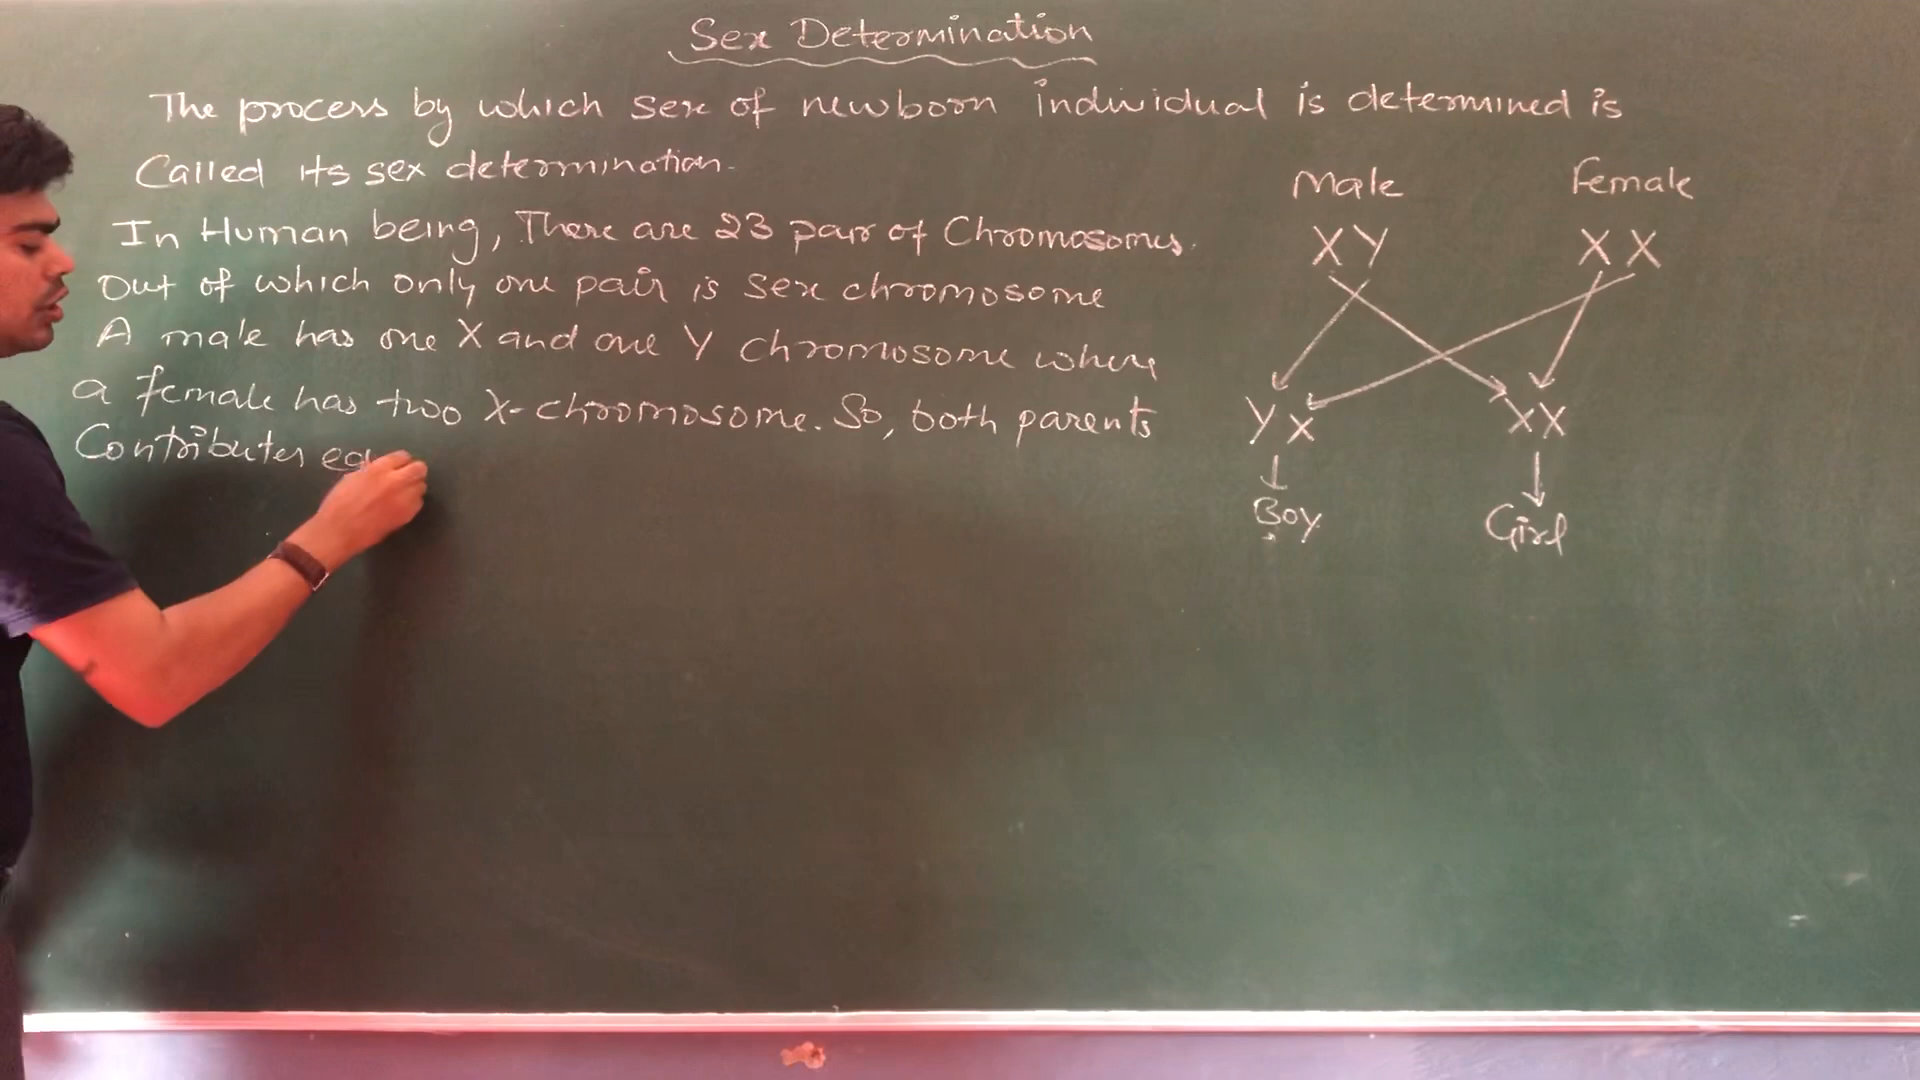 Sex Determination
The process by which sex of newborn individual is determined is
Called its sex determination.
In Human being, There are 23 pair of Chromosomes.
Out of which only one pair is sex chromosome
A male has one X and one Y chromosome where
a female has two X-chromosome. So, both parents
Contributes eq
Male Female
XY XX
YX XX
Boy Girl